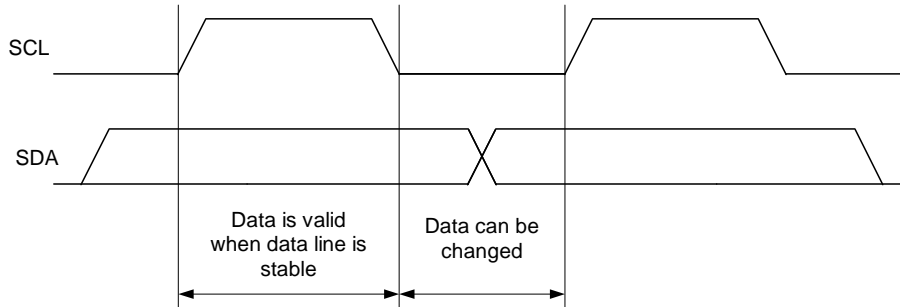 SCL
SDA
Data is valid
when data line is
stable
Data can be
changed